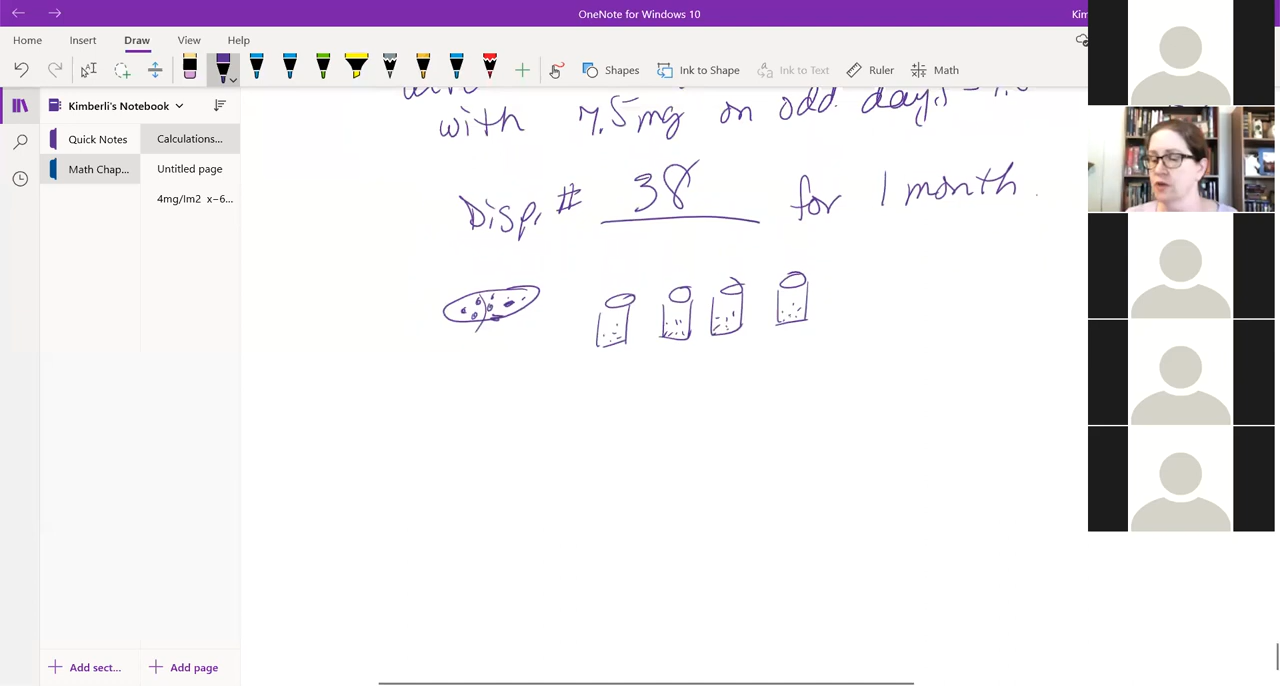 OneNote for Windows 10
Kim
Home Insert Draw View Help
Shapes Ink to Shape Ink to Text Ruler Math
Kimberli's Notebook
Quick Notes
Math Chap...
Calculations...
Untitled page
4mg/lm2 x-6...
with 7.5mg on odd days
Disp. # 38 for 1 month.
Add sect...
Add page